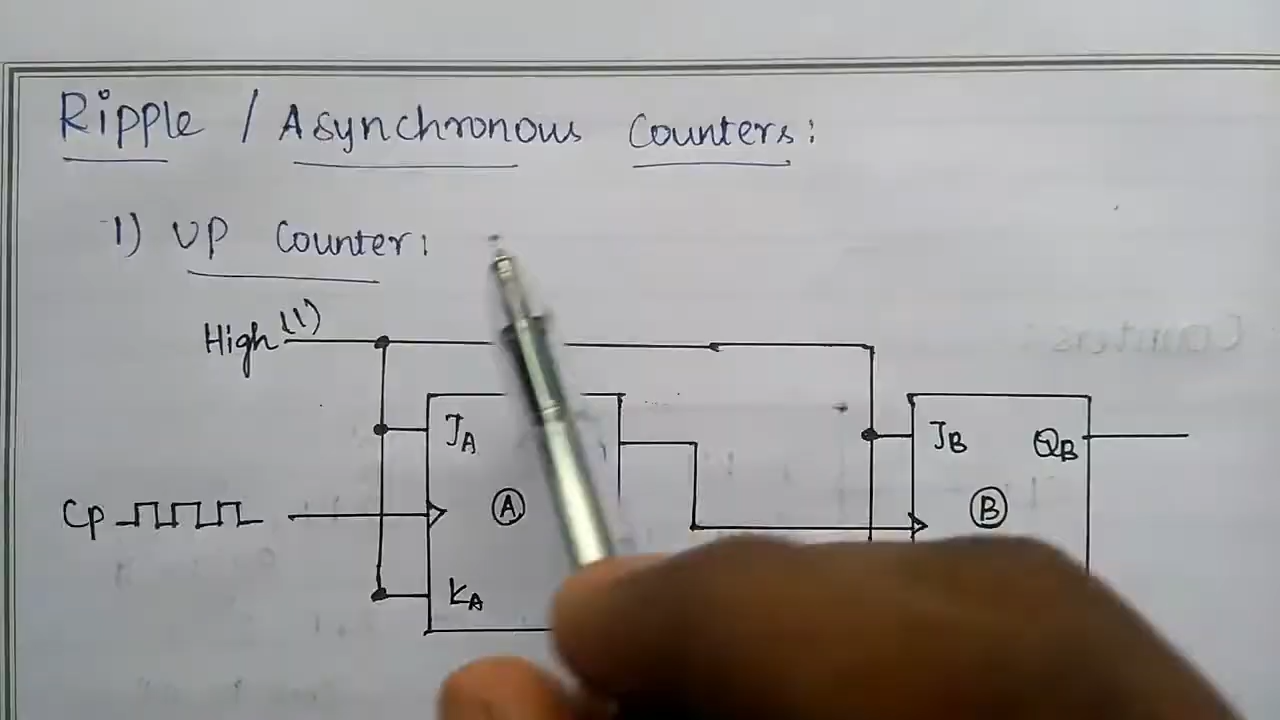 Ripple / Asynchronous Counters:
1) UP Counter:
High (1)
JA
JB
QB
Cp
A
B
KA